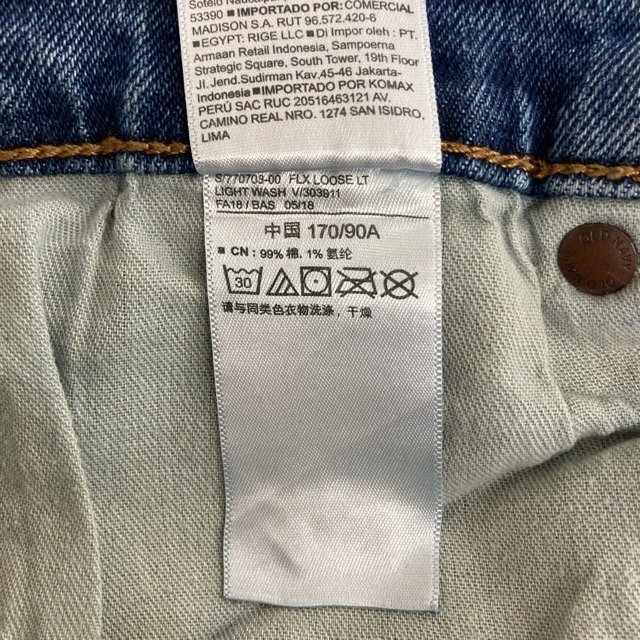 53390 ■ IMPORTADO POR: COMERCIAL
MADISON S.A. RUT 96.572.420-6
■ EGYPT: RIGE LLC ■ Di Impor oleh : PT.
Armaan Retail Indonesia, Sampoerna
Strategic Square, South Tower, 19th Floor
Jl. Jend.Sudirman Kav,45-46 Jakarta-
Indonesia ■ IMPORTADO POR KOMAX
PERÚ SAC RUC 20516463121 AV.
CAMINO REAL NRO. 1274 SAN ISIDRO,
LIMA
S/770703-00 FLX LOOSE LT
LIGHT WASH V/303811
FA18 / BAS 05/18
中国 170/90A
■ CN: 99% 棉, 1% 氨纶
30
请与同类色衣物洗涤, 干燥
OLD NAVY